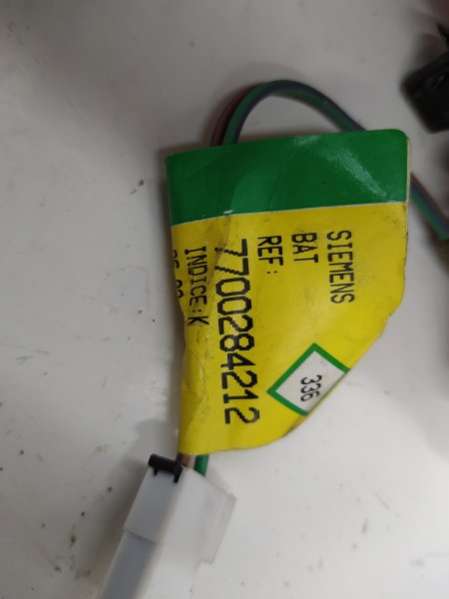 SIEMENS
BAT
REF:
7700284212
INDICE:K
336